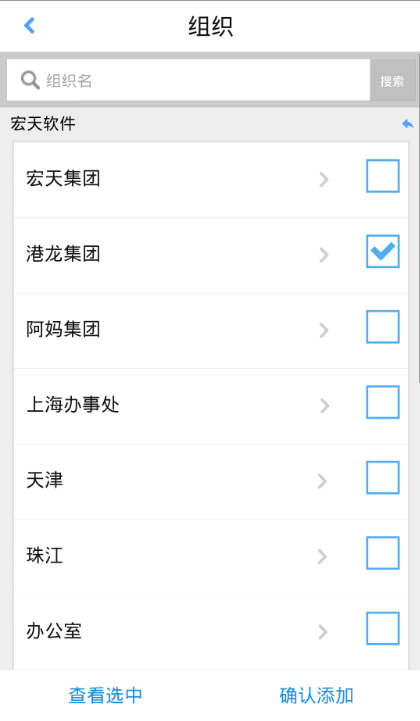 组织
组织名
搜索
宏天软件
宏天集团
港龙集团
阿妈集团
上海办事处
天津
珠江
办公室
查看选中
确认添加